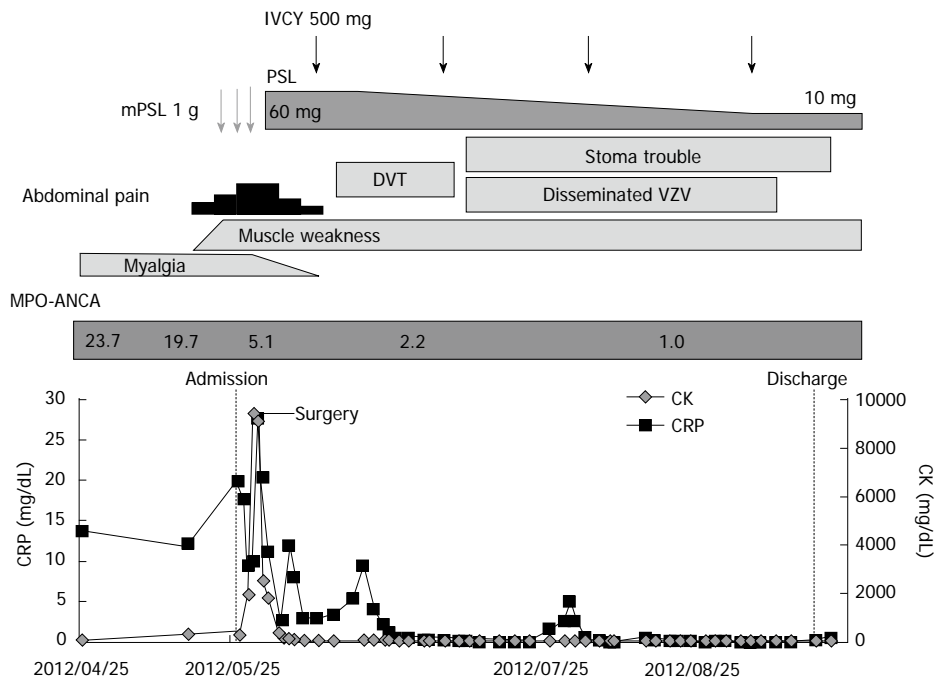 IVCY 500 mg
PSL
mPSL 1 g
60 mg
10 mg
Stoma trouble
DVT
Disseminated VZV
Abdominal pain
Muscle weakness
Myalgia
MPO-ANCA
23.7 19.7 5.1 2.2 1.0
Admission
Discharge
Surgery
CK
CRP
CRP (mg/dL)
30
25
20
15
10
5
0
CK (mg/dL)
10000
8000
6000
4000
2000
0
2012/04/25 2012/05/25 2012/07/25 2012/08/25